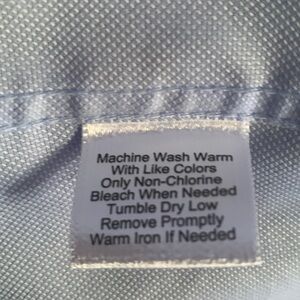 Machine Wash Warm
With Like Colors
Only Non-Chlorine
Bleach When Needed
Tumble Dry Low
Remove Promptly
Warm Iron If Needed